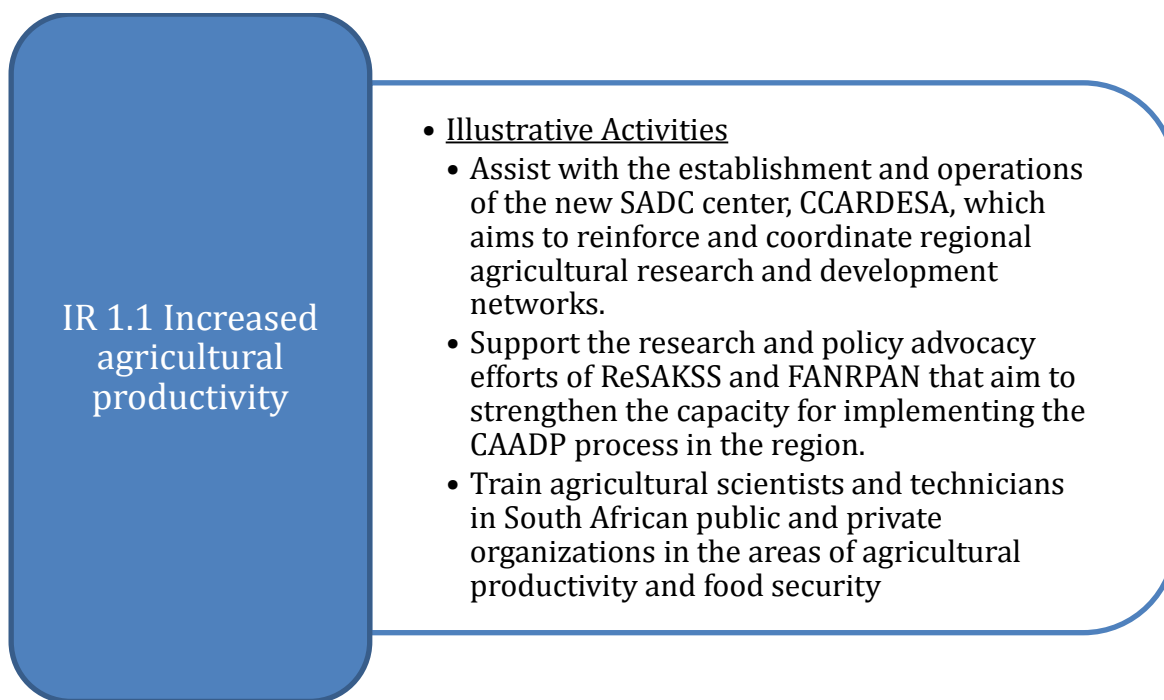 IR 1.1 Increased
agricultural
productivity
• Illustrative Activities
• Assist with the establishment and operations
of the new SADC center, CCARDESA, which
aims to reinforce and coordinate regional
agricultural research and development
networks.
• Support the research and policy advocacy
efforts of ReSAKSS and FANRPAN that aim to
strengthen the capacity for implementing the
CAADP process in the region.
• Train agricultural scientists and technicians
in South African public and private
organizations in the areas of agricultural
productivity and food security